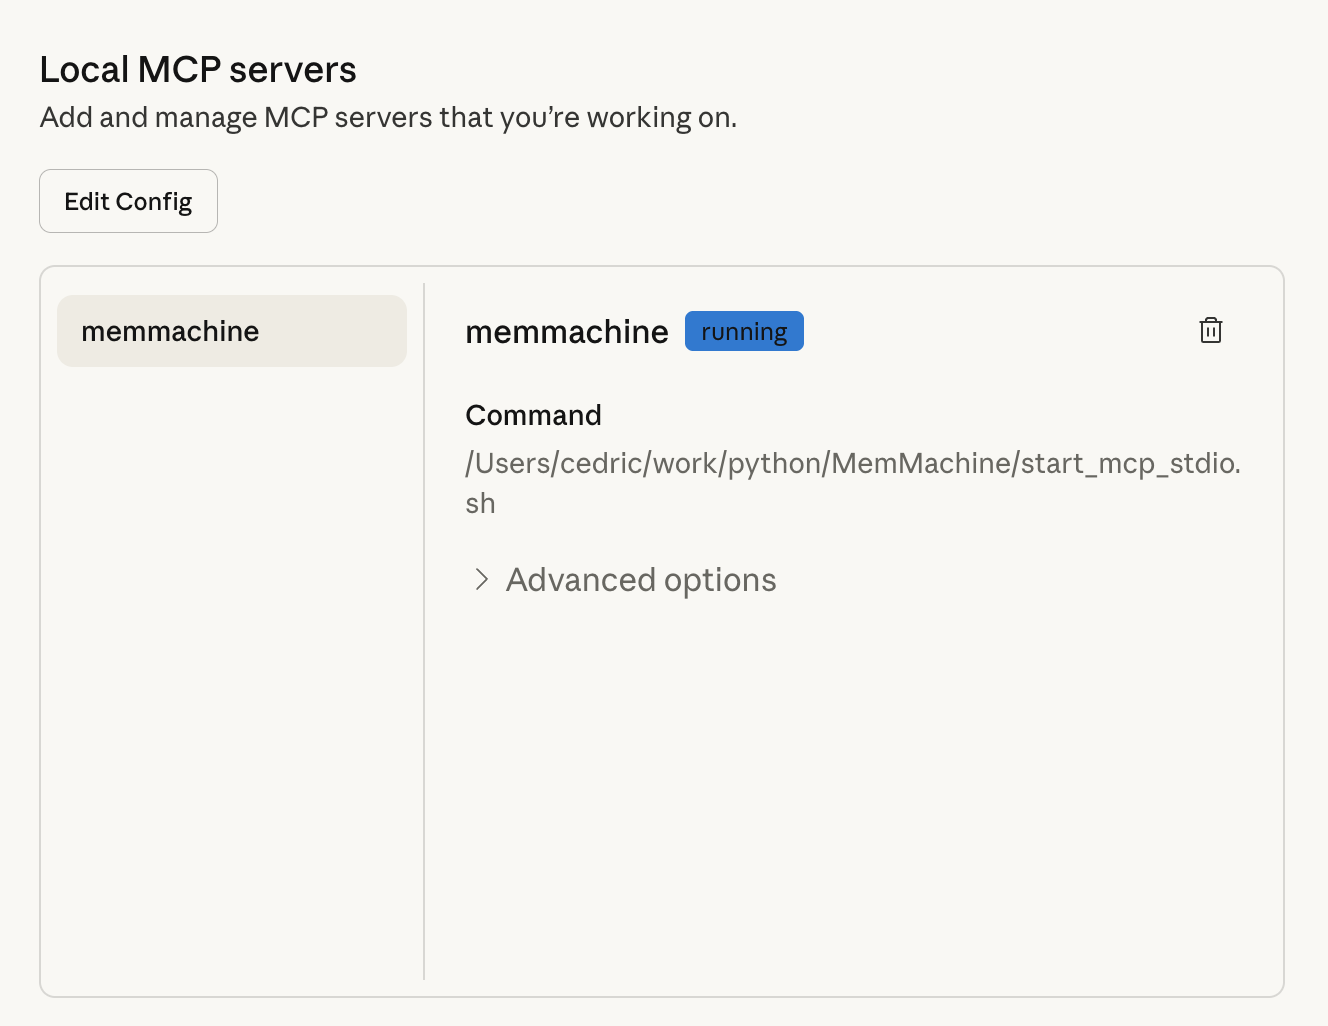 Local MCP servers
Add and manage MCP servers that you’re working on.
Edit Config
memmachine
memmachine running
Command
/Users/cedric/work/python/MemMachine/start_mcp_stdio.
sh
Advanced options